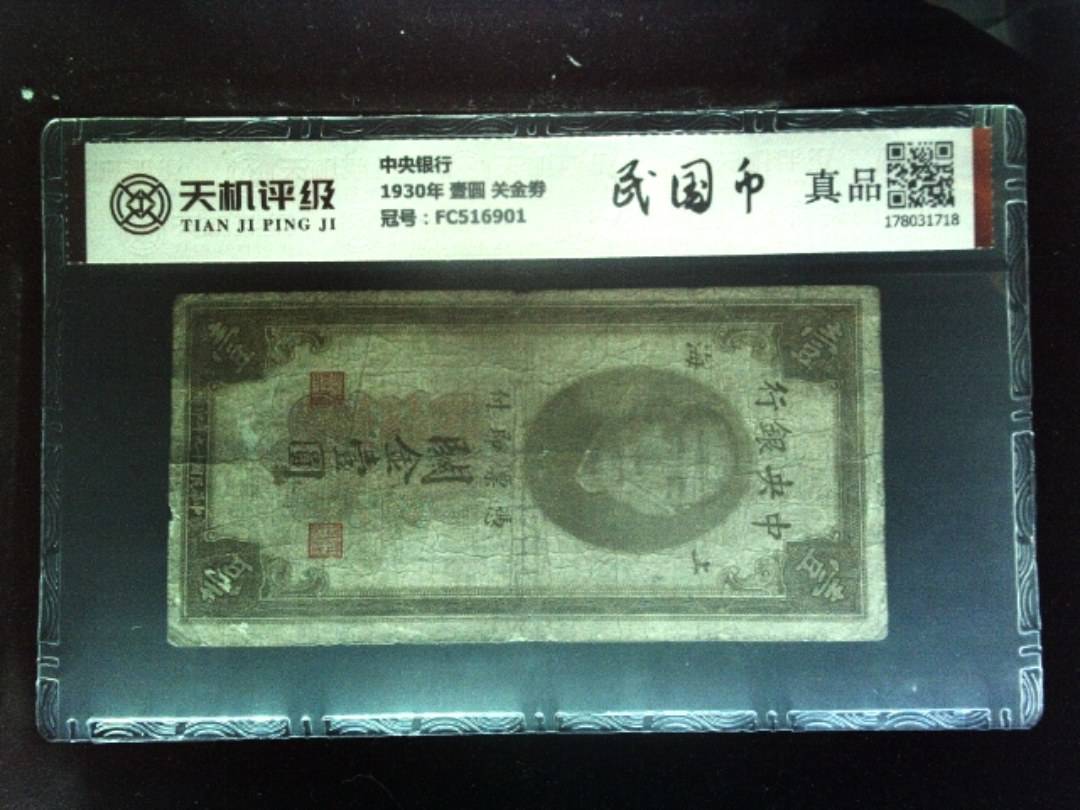 天机评级
TIAN JI PING JI
中央银行
1930年 壹圆 关金券
冠号：FC516901
民国币
真品
178031718
中央銀行
上海
憑票即付
關金壹圓
壹
壹